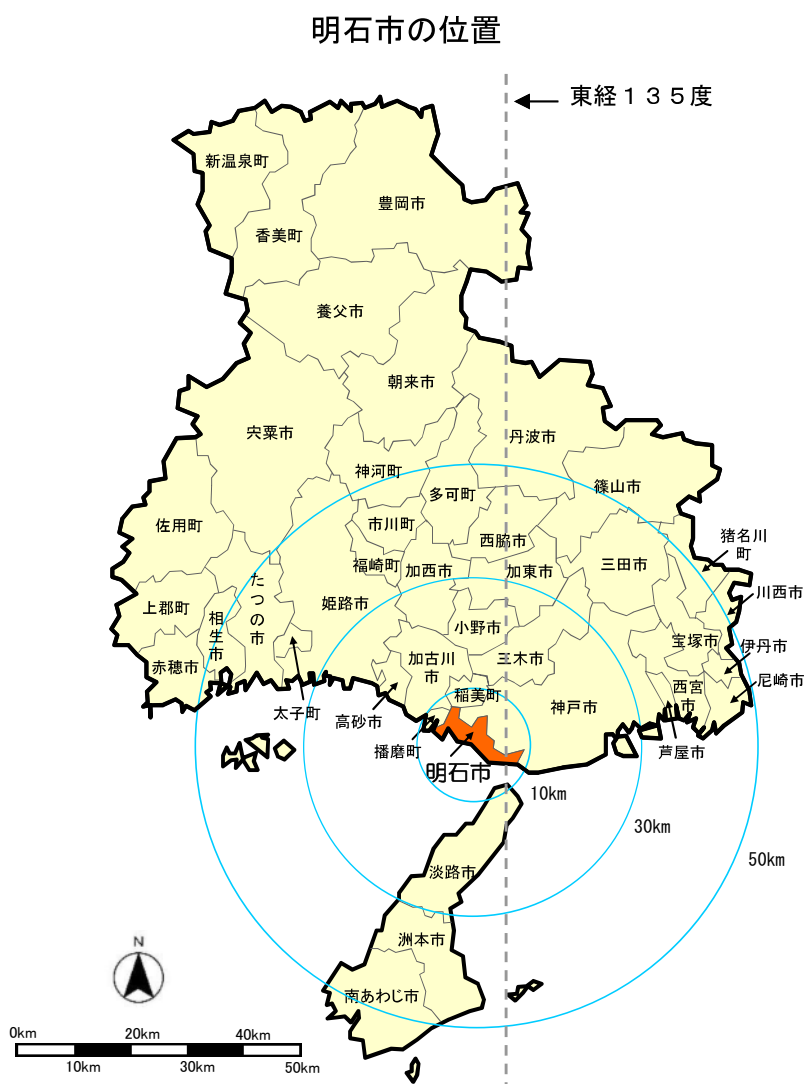 明石市の位置
東経１３５度
新温泉町
豊岡市
香美町
養父市
朝来市
宍粟市
丹波市
神河町
篠山市
多可町
佐用町
市川町
西脇市
猪名川
町
福崎町
加西市
加東市
三田市
たつの市
川西市
上郡町
相生市
姫路市
小野市
宝塚市
伊丹市
赤穂市
加古川
市
三木市
西宮
市
尼崎市
稲美町
神戸市
太子町
高砂市
播磨町
芦屋市
明石市
10km
30km
50km
淡路市
洲本市
南あわじ市
N
0km
20km
40km
10km
30km
50km